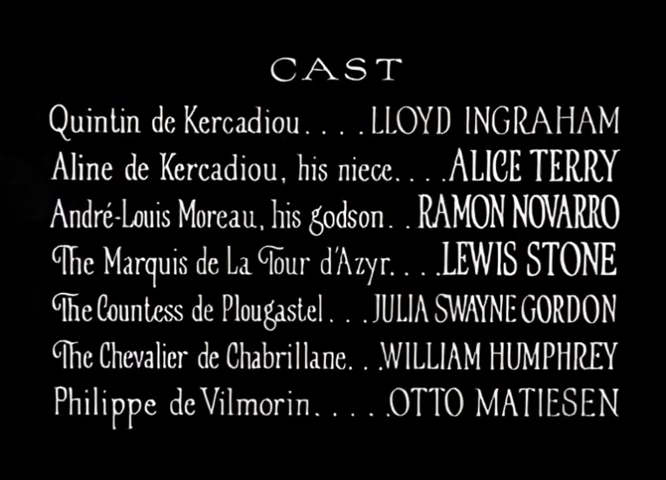 CAST
Quintin de Kercadiou....LLOYD INGRAHAM
Aline de Kercadiou, his niece....ALICE TERRY
André-Louis Moreau, his godson..RAMON NOVARRO
The Marquis de La Tour d'Azyr....LEWIS STONE
The Countess de Plougastel...JULIA SWAYNE GORDON
The Chevalier de Chabrillane...WILLIAM HUMPHREY
Philippe de Vilmorin.....OTTO MATIESEN